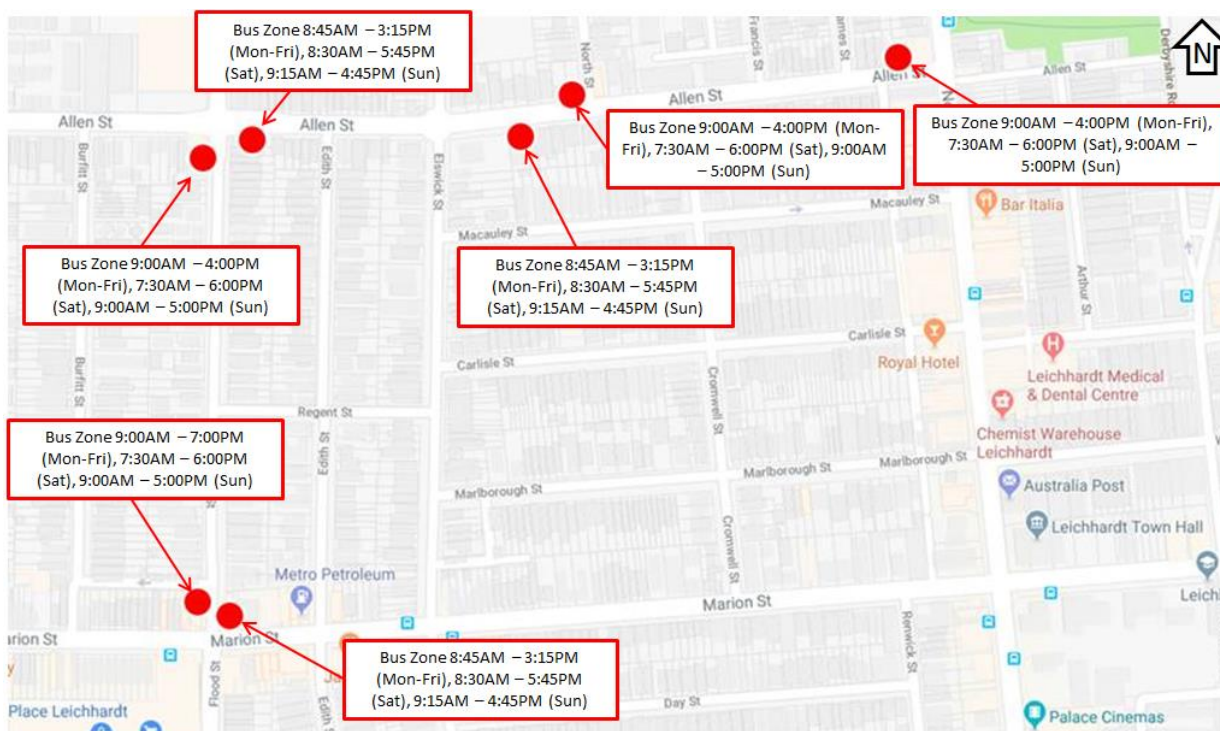 Bus Zone 8:45AM – 3:15PM
(Mon-Fri), 8:30AM – 5:45PM
(Sat), 9:15AM – 4:45PM (Sun)
North St
Francis St
James St
Derbyshire Rd
N
Allen St
Allen St
Allen St
Allen St
Allen St
Bus Zone 9:00AM – 4:00PM (Mon-
Fri), 7:30AM – 6:00PM (Sat), 9:00AM
– 5:00PM (Sun)
Bus Zone 9:00AM – 4:00PM (Mon-Fri),
7:30AM – 6:00PM (Sat), 9:00AM –
5:00PM (Sun)
Burfitt St
Edith St
Elswick St
Macauley St
Macauley St
Bar Italia
Bus Zone 9:00AM – 4:00PM
(Mon-Fri), 7:30AM – 6:00PM
(Sat), 9:00AM – 5:00PM (Sun)
Bus Zone 8:45AM – 3:15PM
(Mon-Fri), 8:30AM – 5:45PM
(Sat), 9:15AM – 4:45PM (Sun)
Arthur St
Carlisle St
Carlisle St
Royal Hotel
Leichhardt Medical
& Dental Centre
Burfitt St
Cromwell St
Regent St
Edith St
Chemist Warehouse
Leichhardt
Bus Zone 9:00AM – 7:00PM
(Mon-Fri), 7:30AM – 6:00PM
(Sat), 9:00AM – 5:00PM (Sun)
Marlborough St
Marlborough St
Marlborough St
Australia Post
Leichhardt Town Hall
Cromwell St
Metro Petroleum
Marion St
Marion St
arion St
Renwick St
Flood St
Edith St
Bus Zone 8:45AM – 3:15PM
(Mon-Fri), 8:30AM – 5:45PM
(Sat), 9:15AM – 4:45PM (Sun)
Day St
Place Leichhardt
Palace Cinemas